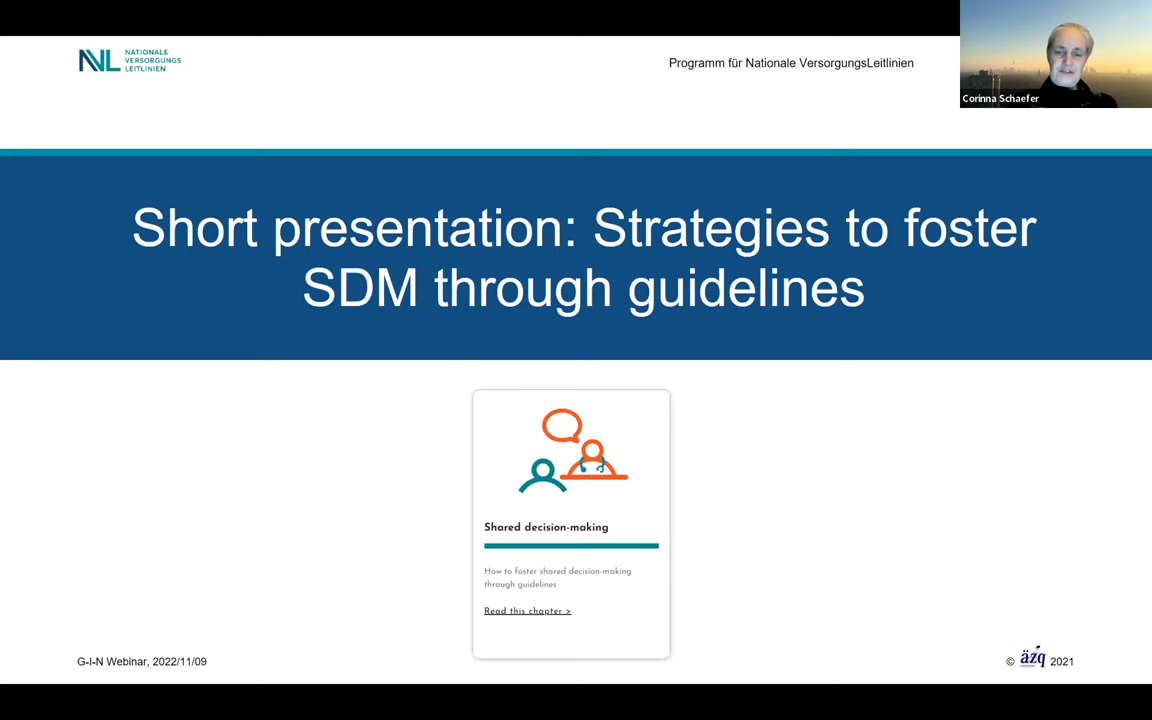 NVL NATIONALE
VERSORGUNGS
LEITLINIEN
Programm für Nationale VersorgungsLeitlinien
Corinna Schaefer
Short presentation: Strategies to foster
SDM through guidelines
Shared decision-making
How to foster shared decision-making
through guidelines
Read this chapter >
G-I-N Webinar, 2022/11/09
© äzq 2021